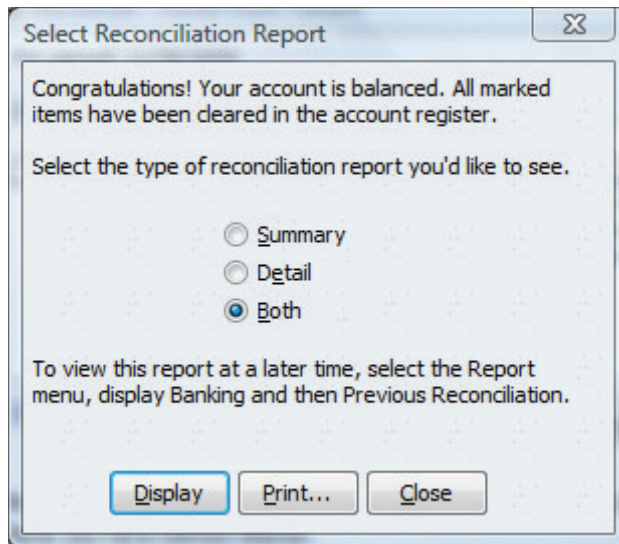 Select Reconciliation Report
Congratulations! Your account is balanced. All marked
items have been cleared in the account register.
Select the type of reconciliation report you'd like to see.
Summary
Detail
Both
To view this report at a later time, select the Report
menu, display Banking and then Previous Reconciliation.
Display Print... Close